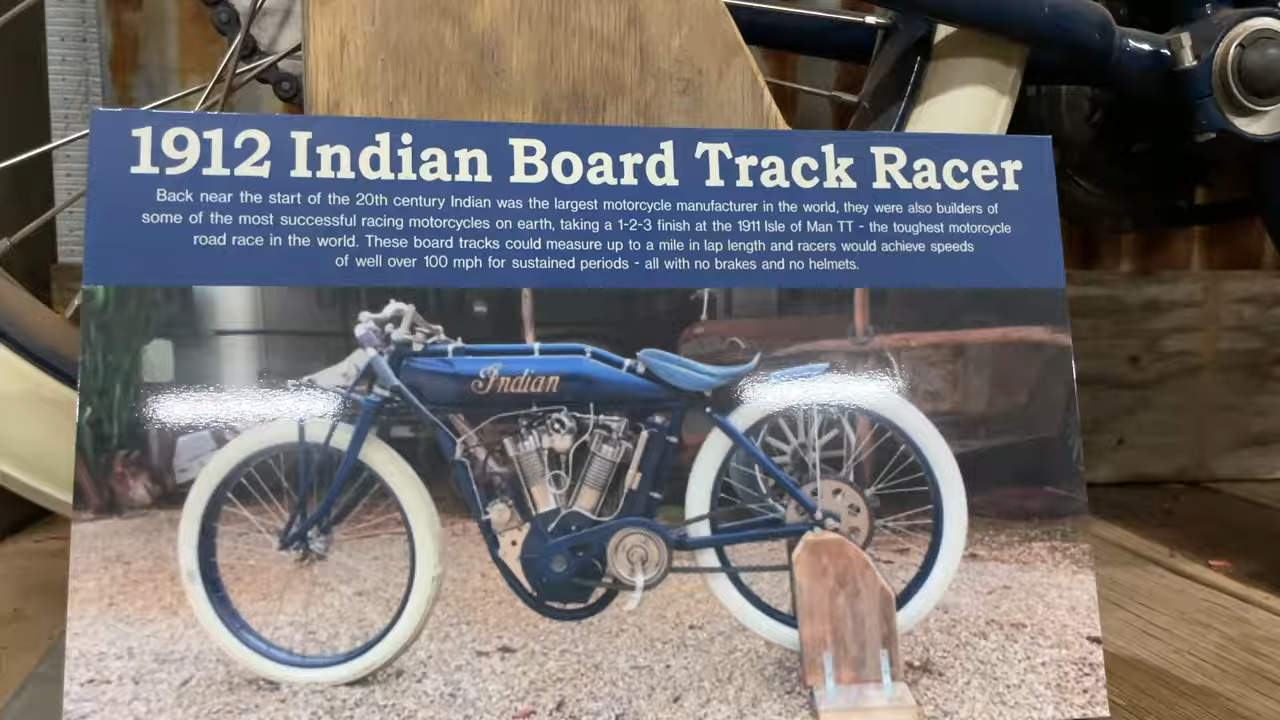 1912 Indian Board Track Racer
Back near the start of the 20th century Indian was the largest motorcycle manufacturer in the world, they were also builders of
some of the most successful racing motorcycles on earth, taking a 1-2-3 finish at the 1911 Isle of Man TT - the toughest motorcycle
road race in the world. These board tracks could measure up to a mile in lap length and racers would achieve speeds
of well over 100 mph for sustained periods - all with no brakes and no helmets.
Indian